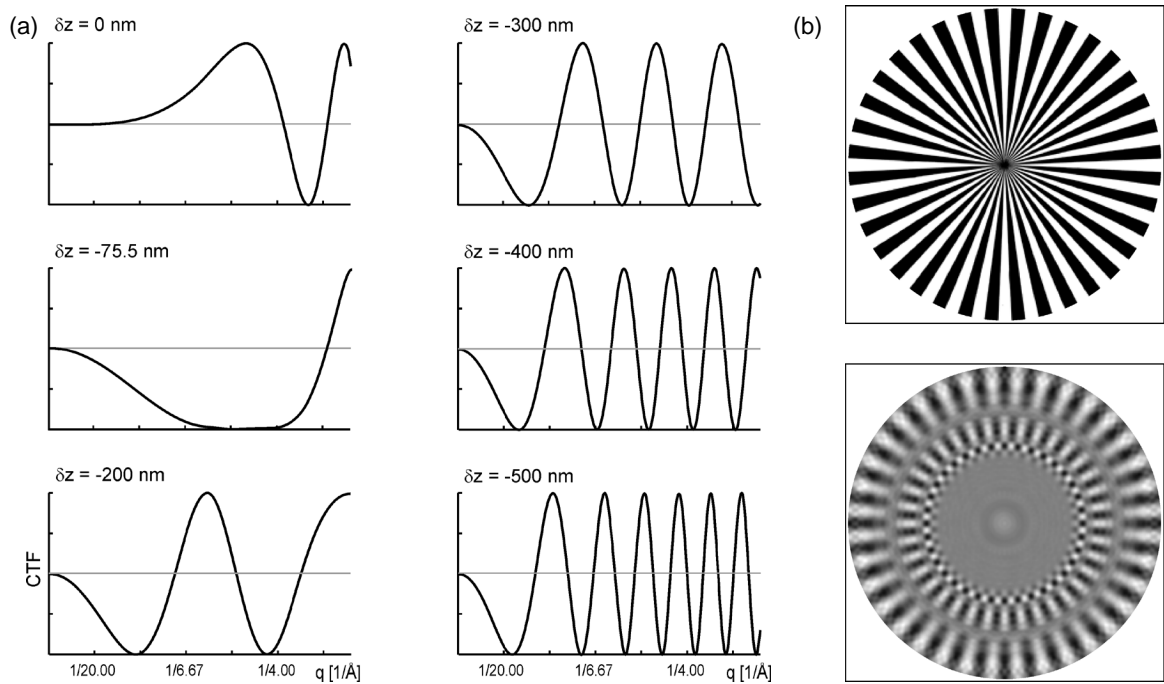 (a)
δz = 0 nm
-300 nm
(b)
δz = -75.5 nm
δz = -400 nm
δz = -200 nm
δz = -500 nm
CTF
1/20.00 1/6.67 1/4.00 q [1/Å]
1/20.00 1/6.67 1/4.00 q [1/Å]